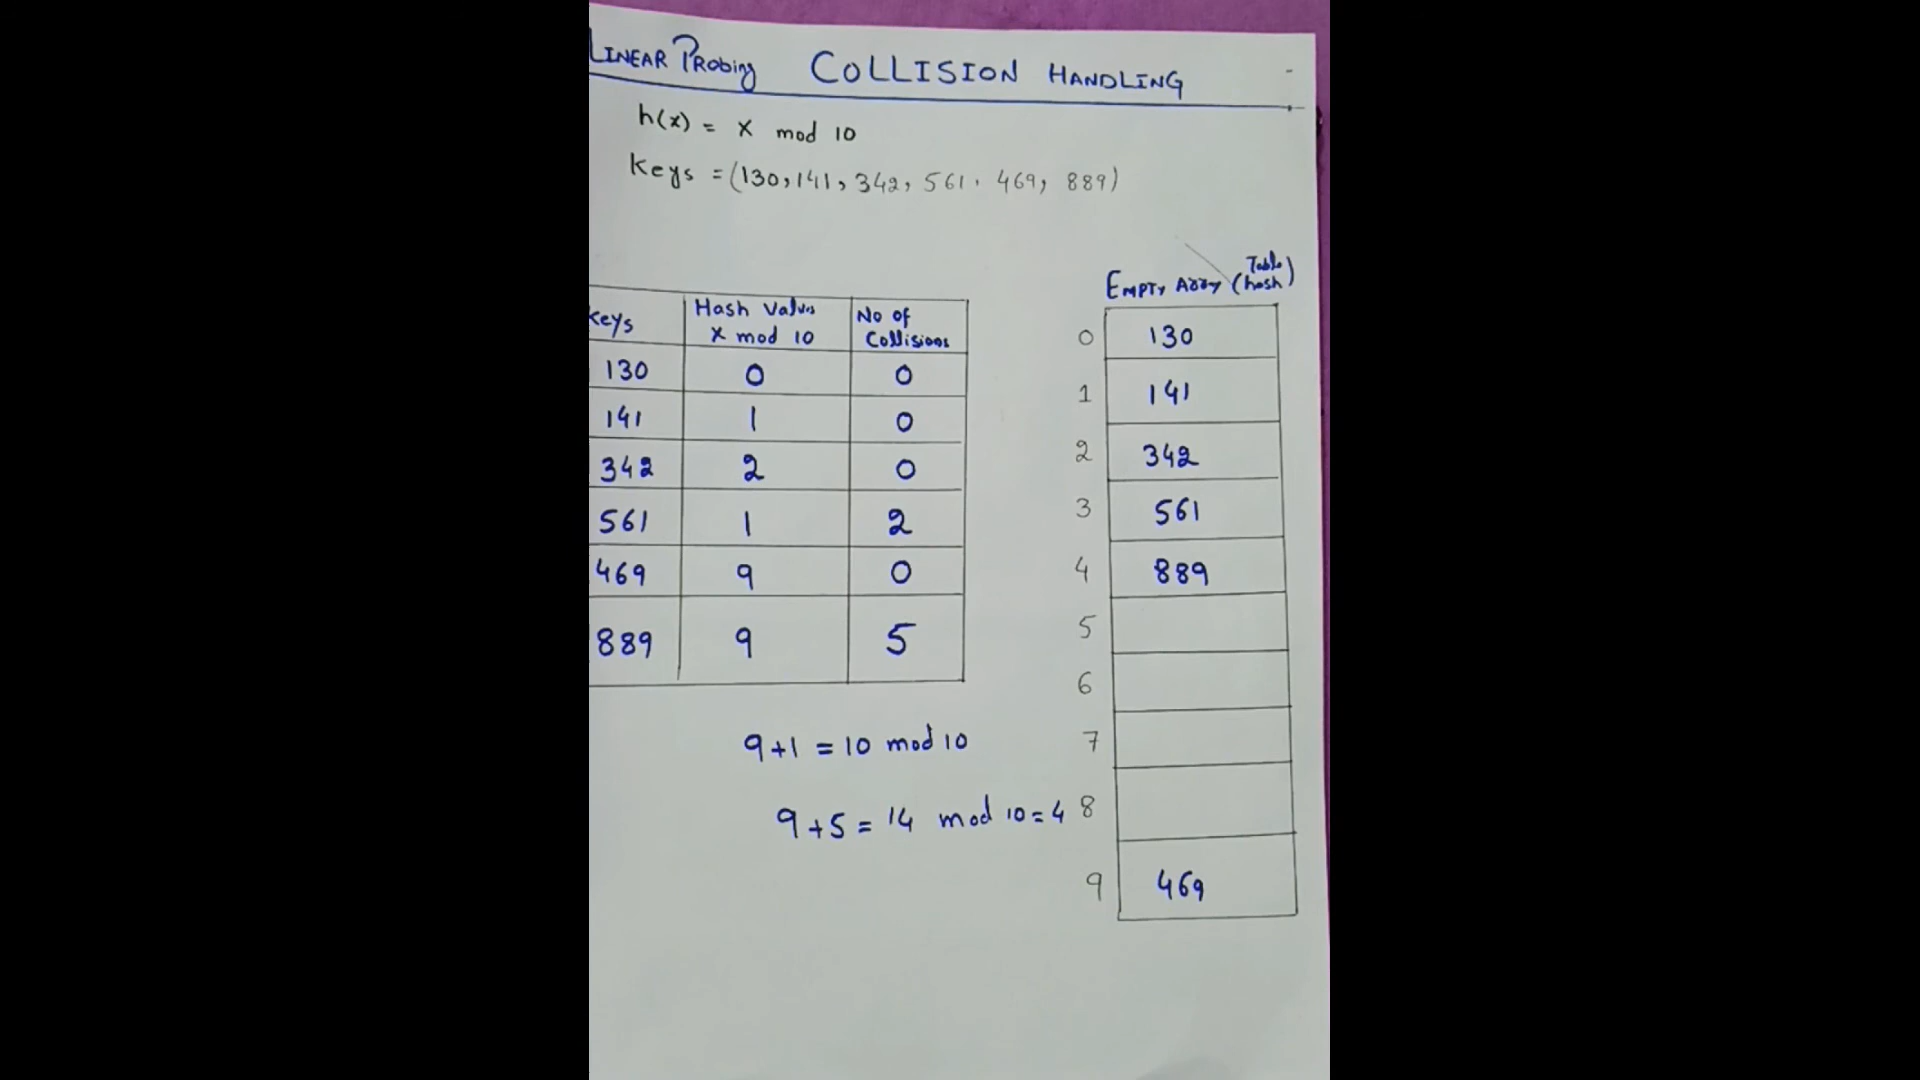 LINEAR PRobing COLLISION HANDLING
h(x) = x mod 10
Keys = (130, 141, 342, 561, 469, 889)
EMPTY ARRY (Table hash)
Keys Hash Values X mod 10 No of Collisions
130 0 0
141 1 0
342 2 0
561 1 2
469 9 0
889 9 5
0 130
1 141
2 342
3 561
4 889
5
6
7
8
9 469
9+1 = 10 mod 10
9+5 = 14 mod 10 = 4